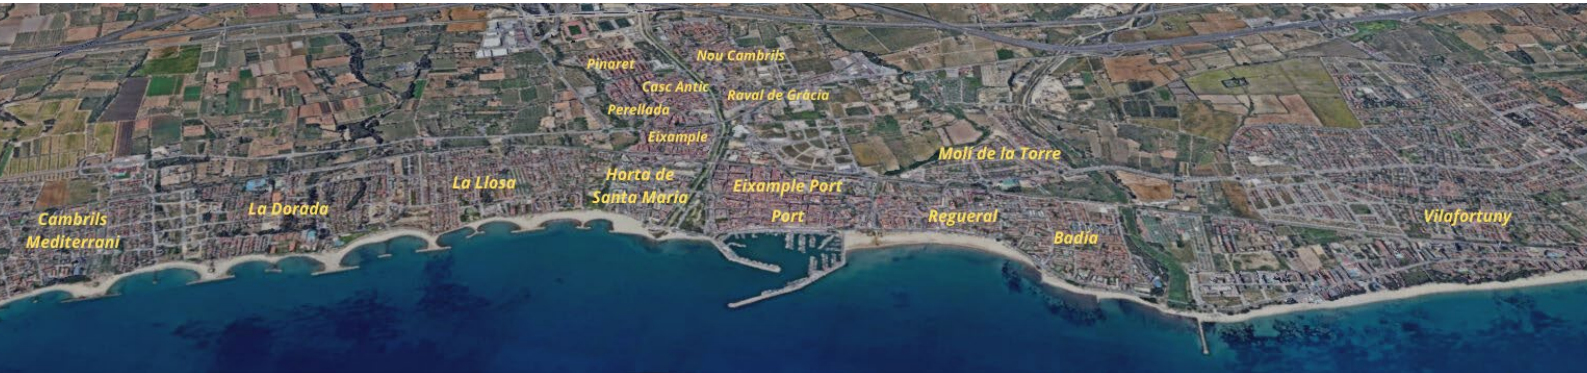 Pinaret
Nou Cambrils
Casc Antic
Raval de Gràcia
Perellada
Eixample
Molí de la Torre
La Llosa
Horta de
Santa Maria
Eixample Port
La Dorada
Port
Regueral
Vilafortuny
Cambrils
Mediterrani
Badía